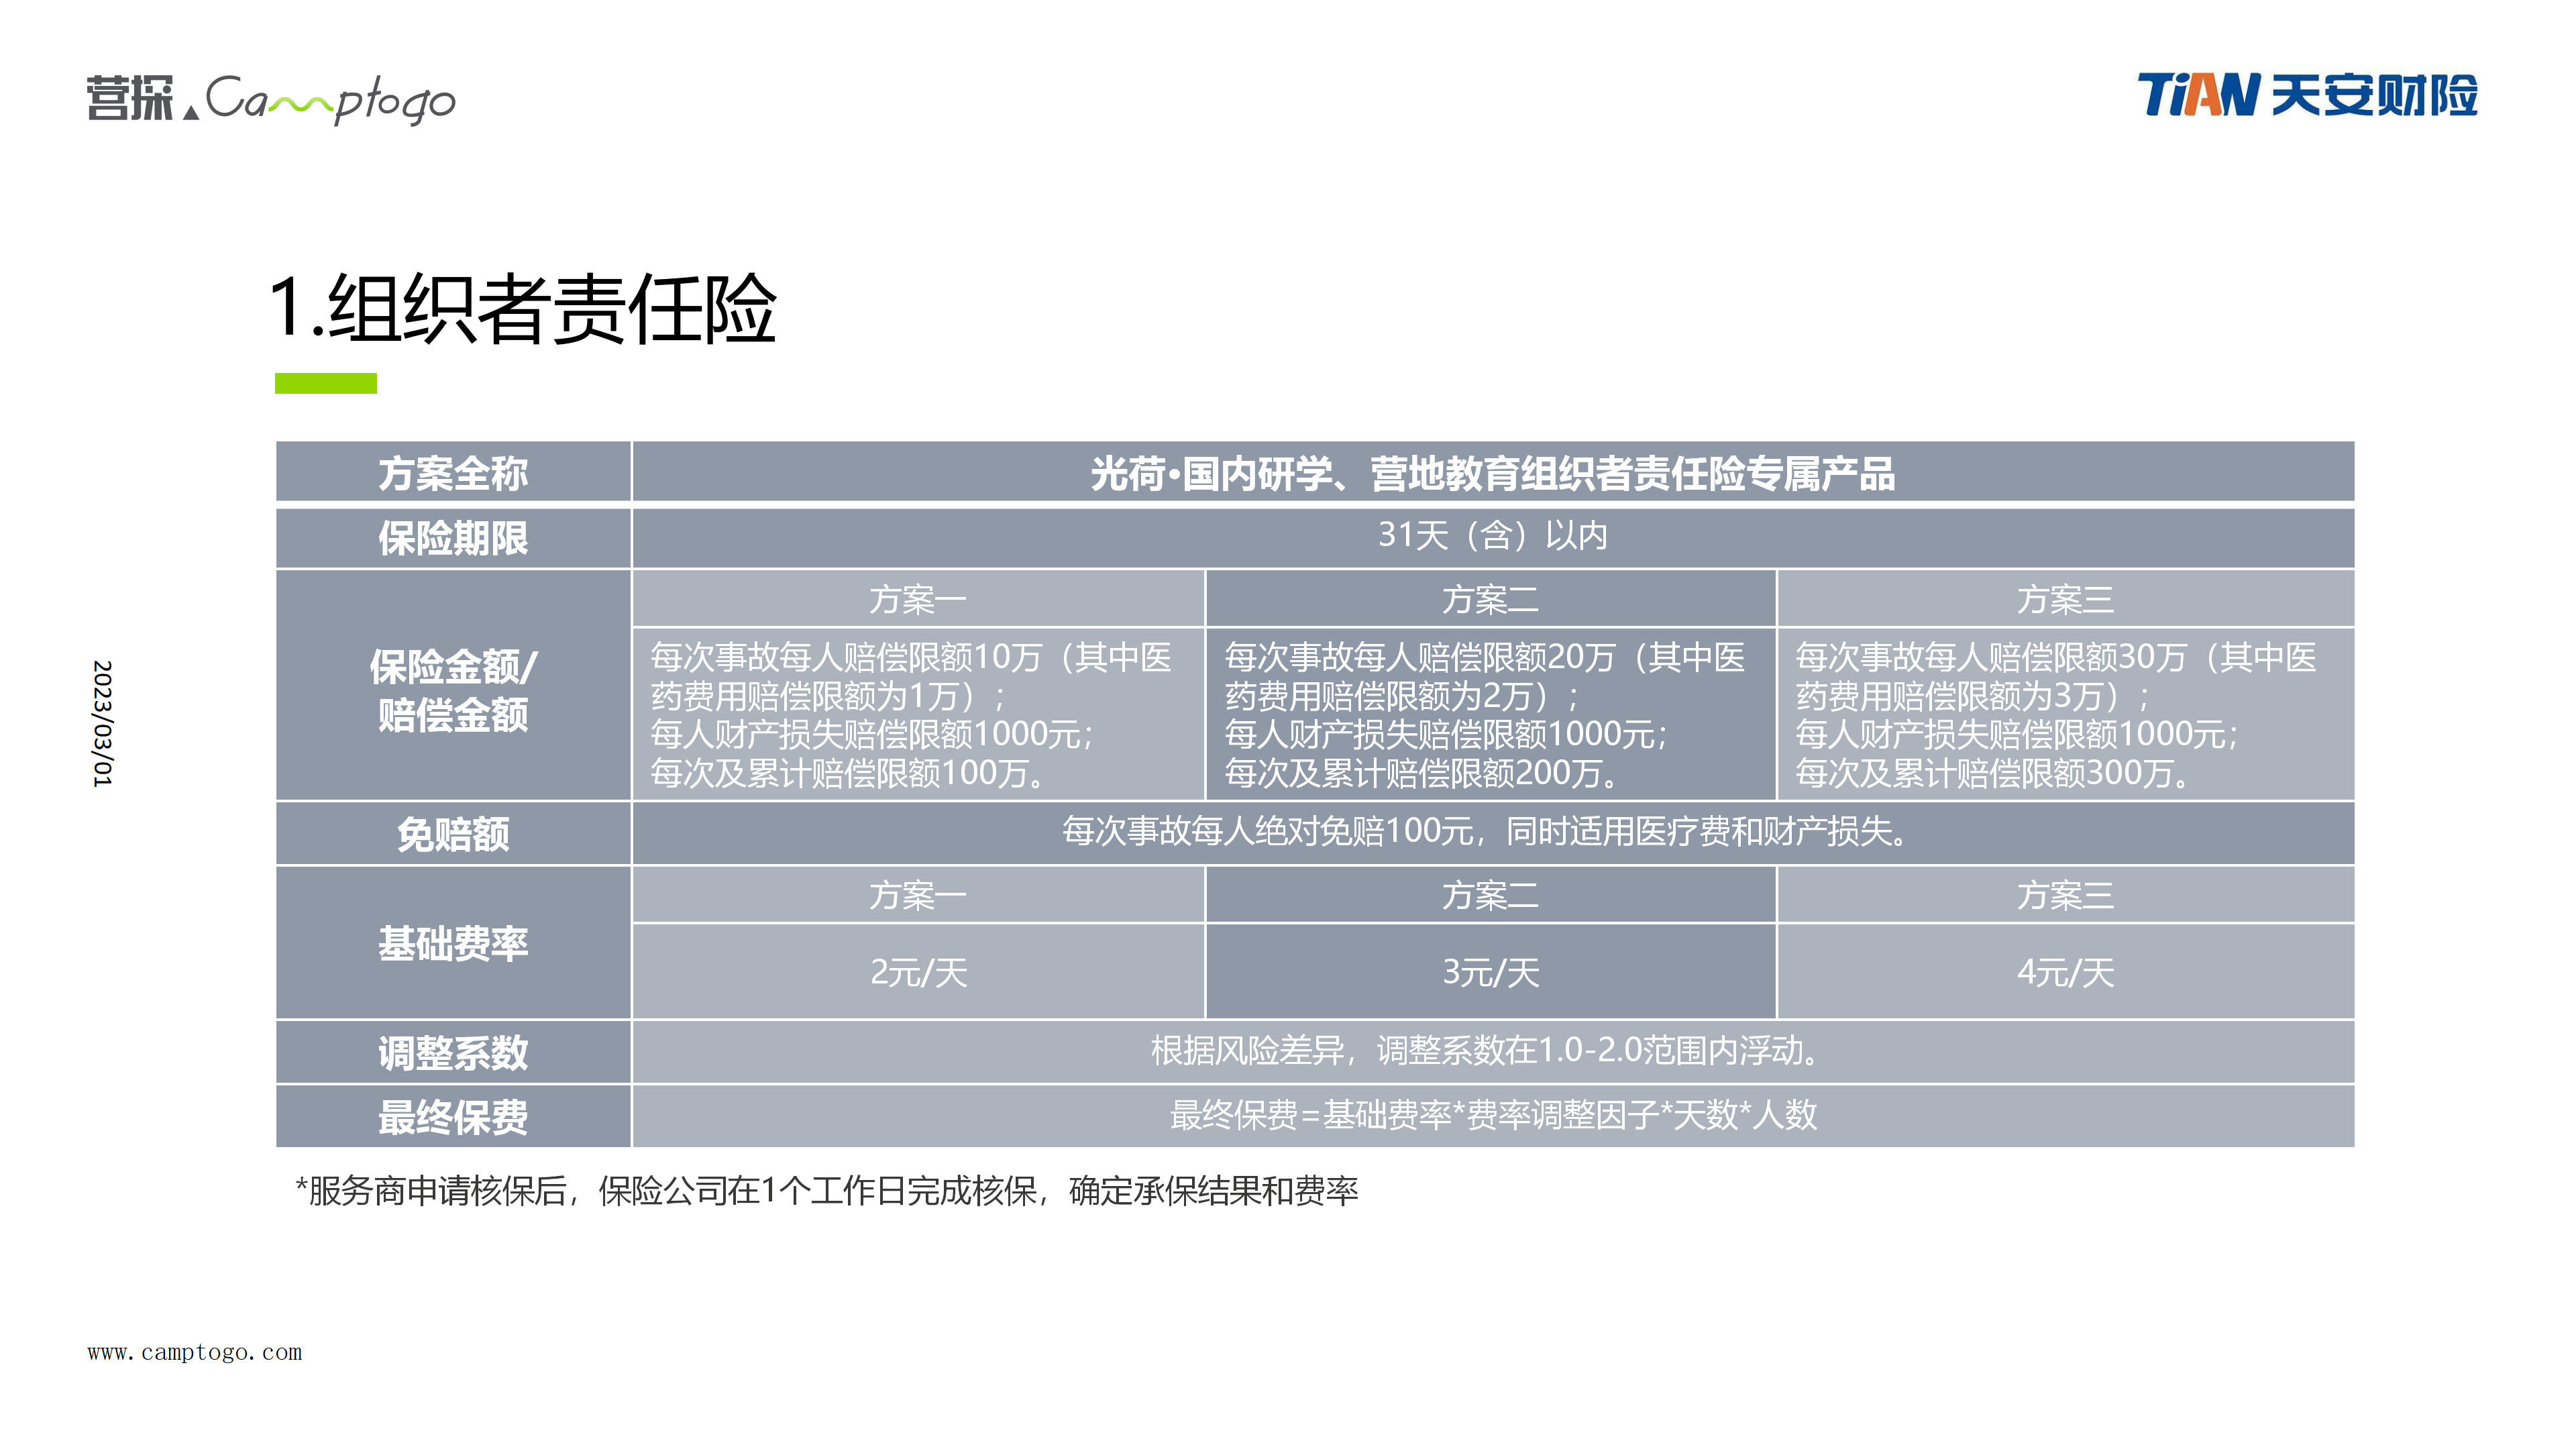 营探 Camptogo
TIAN 天安财险
1.组织者责任险
2023/03/01
方案全称
光荷•国内研学、营地教育组织者责任险专属产品
保险期限
31天（含）以内
保险金额/
赔偿金额
方案一
方案二
方案三
每次事故每人赔偿限额10万（其中医
药费用赔偿限额为1万）；
每人财产损失赔偿限额1000元；
每次及累计赔偿限额100万。
每次事故每人赔偿限额20万（其中医
药费用赔偿限额为2万）；
每人财产损失赔偿限额1000元；
每次及累计赔偿限额200万。
每次事故每人赔偿限额30万（其中医
药费用赔偿限额为3万）；
每人财产损失赔偿限额1000元；
每次及累计赔偿限额300万。
免赔额
每次事故每人绝对免赔100元，同时适用医疗费和财产损失。
基础费率
方案一
方案二
方案三
2元/天
3元/天
4元/天
调整系数
根据风险差异，调整系数在1.0-2.0范围内浮动。
最终保费
最终保费=基础费率*费率调整因子*天数*人数
*服务商申请核保后，保险公司在1个工作日完成核保，确定承保结果和费率
www.camptogo.com